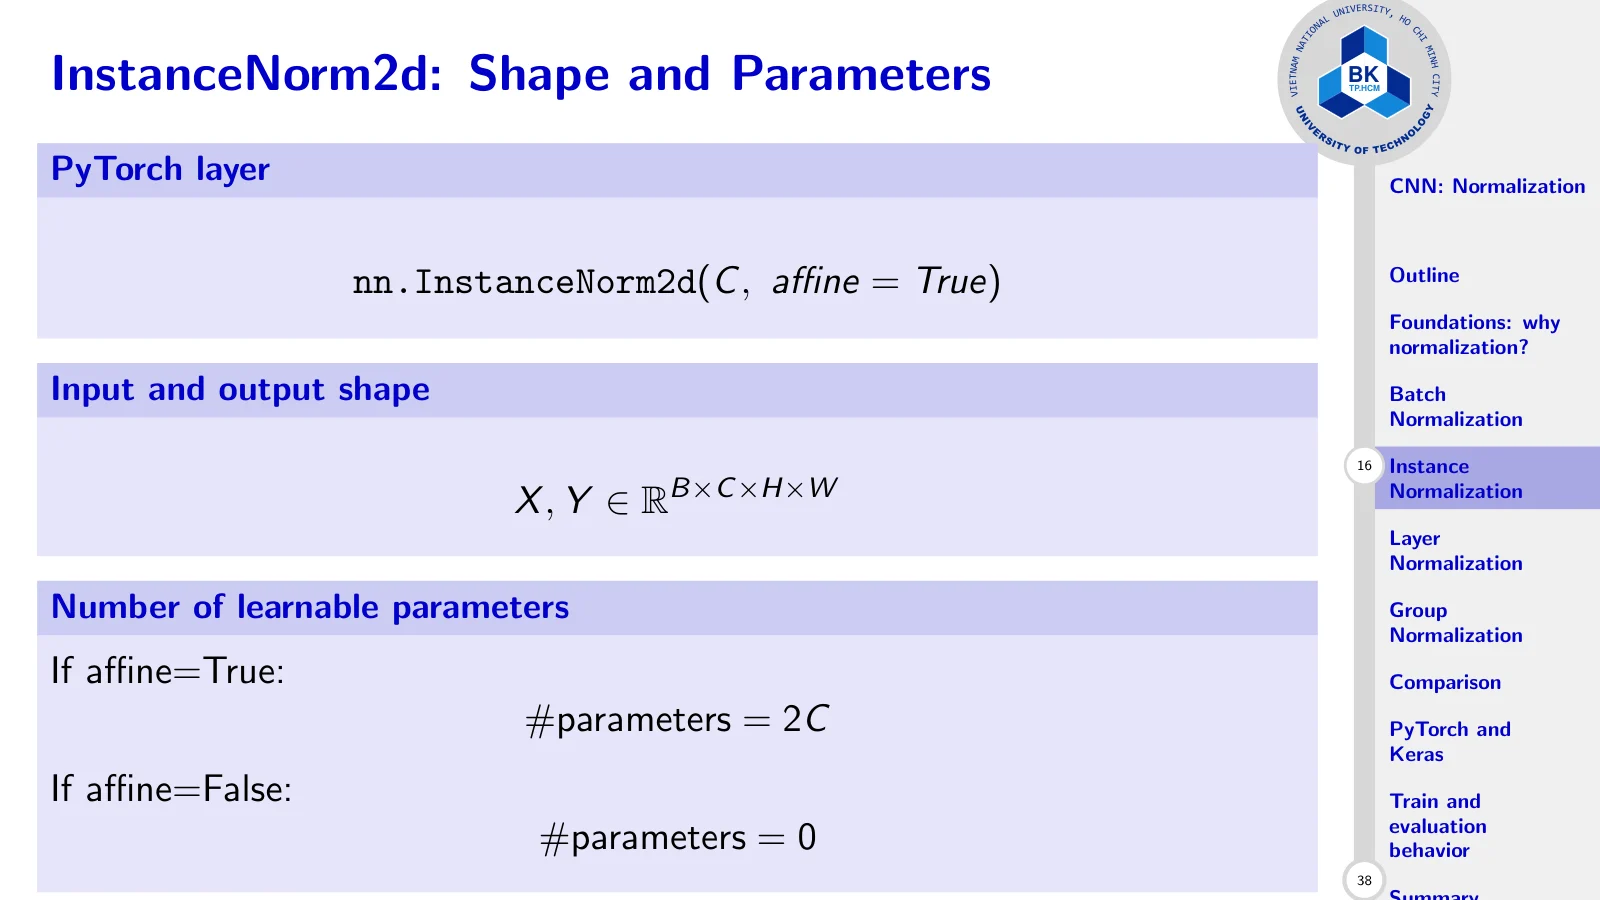 InstanceNorm2d: Shape and Parameters
VIETNAM NATIONAL UNIVERSITY, HO CHI MINH CITY
BK
TP.HCM
UNIVERSITY OF TECHNOLOGY
PyTorch layer
nn.InstanceNorm2d(C, affine = True)
Input and output shape
X, Y ∈ ℝ^{B×C×H×W}
Number of learnable parameters
If affine=True:
#parameters = 2C
If affine=False:
#parameters = 0
CNN: Normalization
Outline
Foundations: why
normalization?
Batch
Normalization
16
Instance
Normalization
Layer
Normalization
Group
Normalization
Comparison
PyTorch and
Keras
Train and
evaluation
behavior
38
Summary